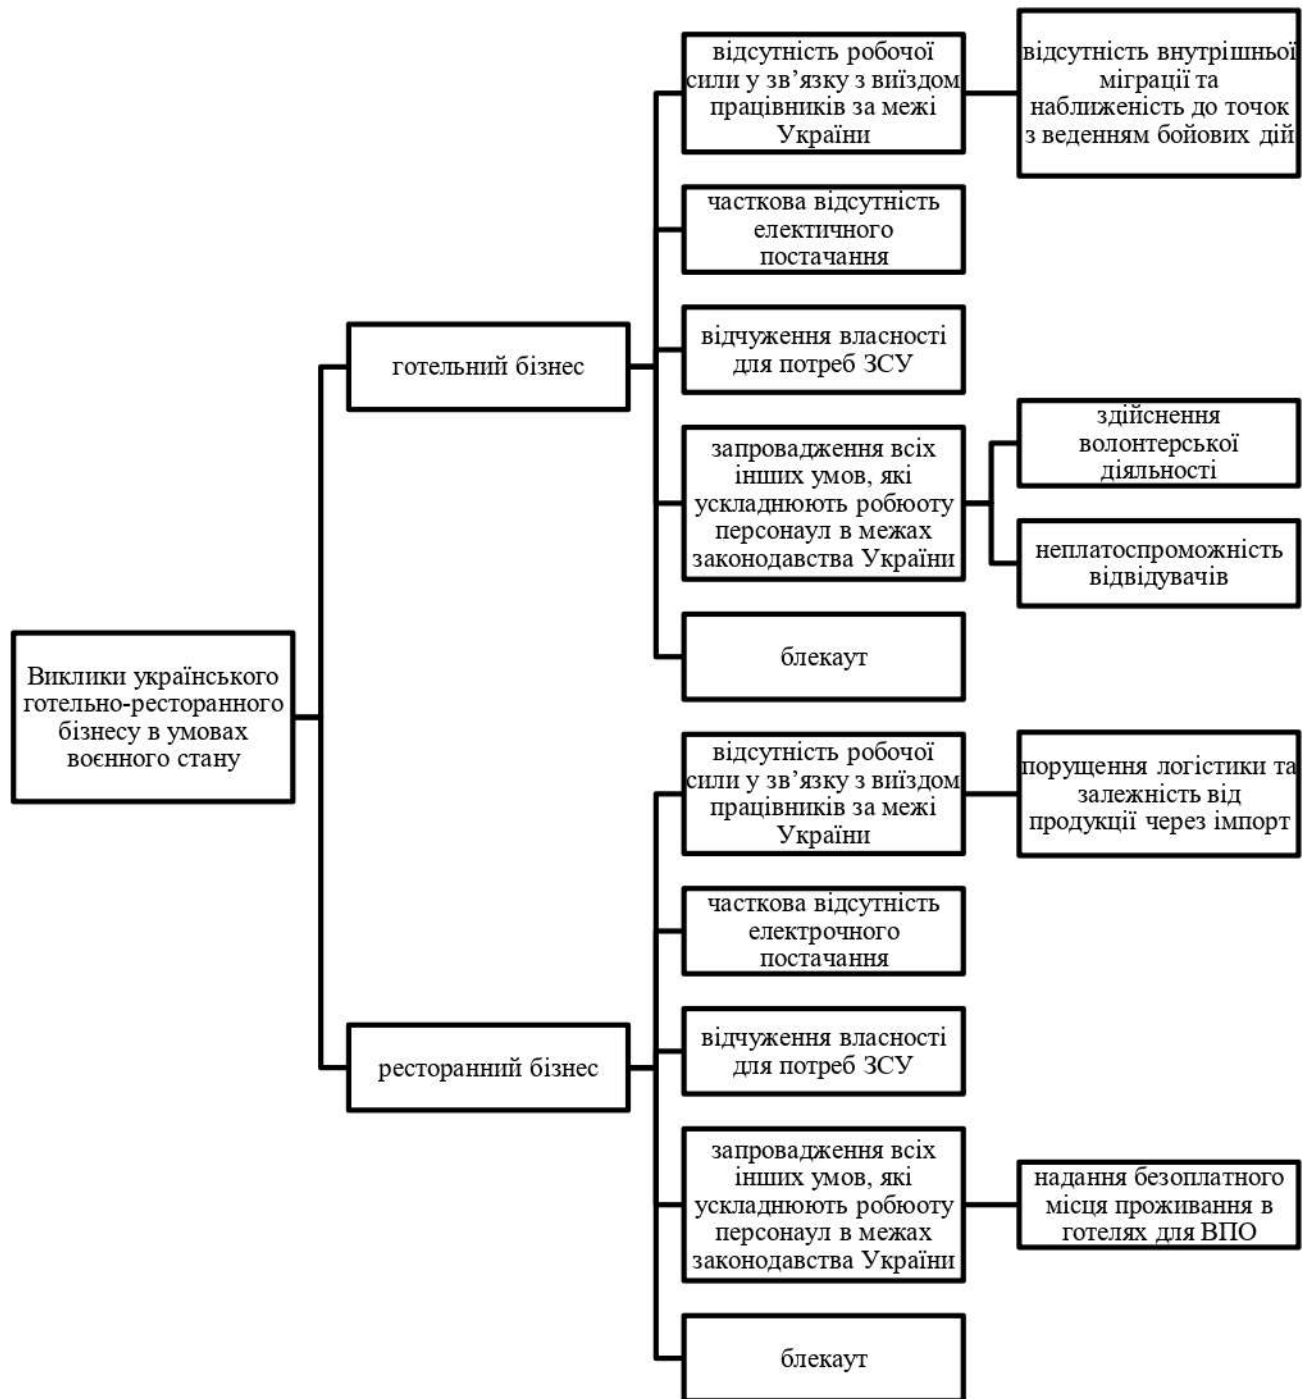 Виклики українського
готельно-ресторанного
бізнесу в умовах
воєнного стану
готельний бізнес
відсутність робочої
сили у зв’язку з виїздом
працівників за межі
України
відсутність внутрішньої
міграції та
наближеність до точок
з веденням бойових дій
часткова відсутність
електичного
постачання
відчуження власності
для потреб ЗСУ
запровадження всіх
інших умов, які
ускладнюють робюоту
персонаул в межах
законодавства України
здійснення
волонтерської
діяльності
неплатоспроможність
відвідувачів
блекаут
ресторанний бізнес
відсутність робочої
сили у зв’язку з виїздом
працівників за межі
України
порущення логістики та
залежність від
продукції через імпорт
часткова відсутність
електрочного
постачання
відчуження власності
для потреб ЗСУ
запровадження всіх
інших умов, які
ускладнюють робюоту
персонаул в межах
законодавства України
надання безоплатного
місця проживання в
готелях для ВПО
блекаут